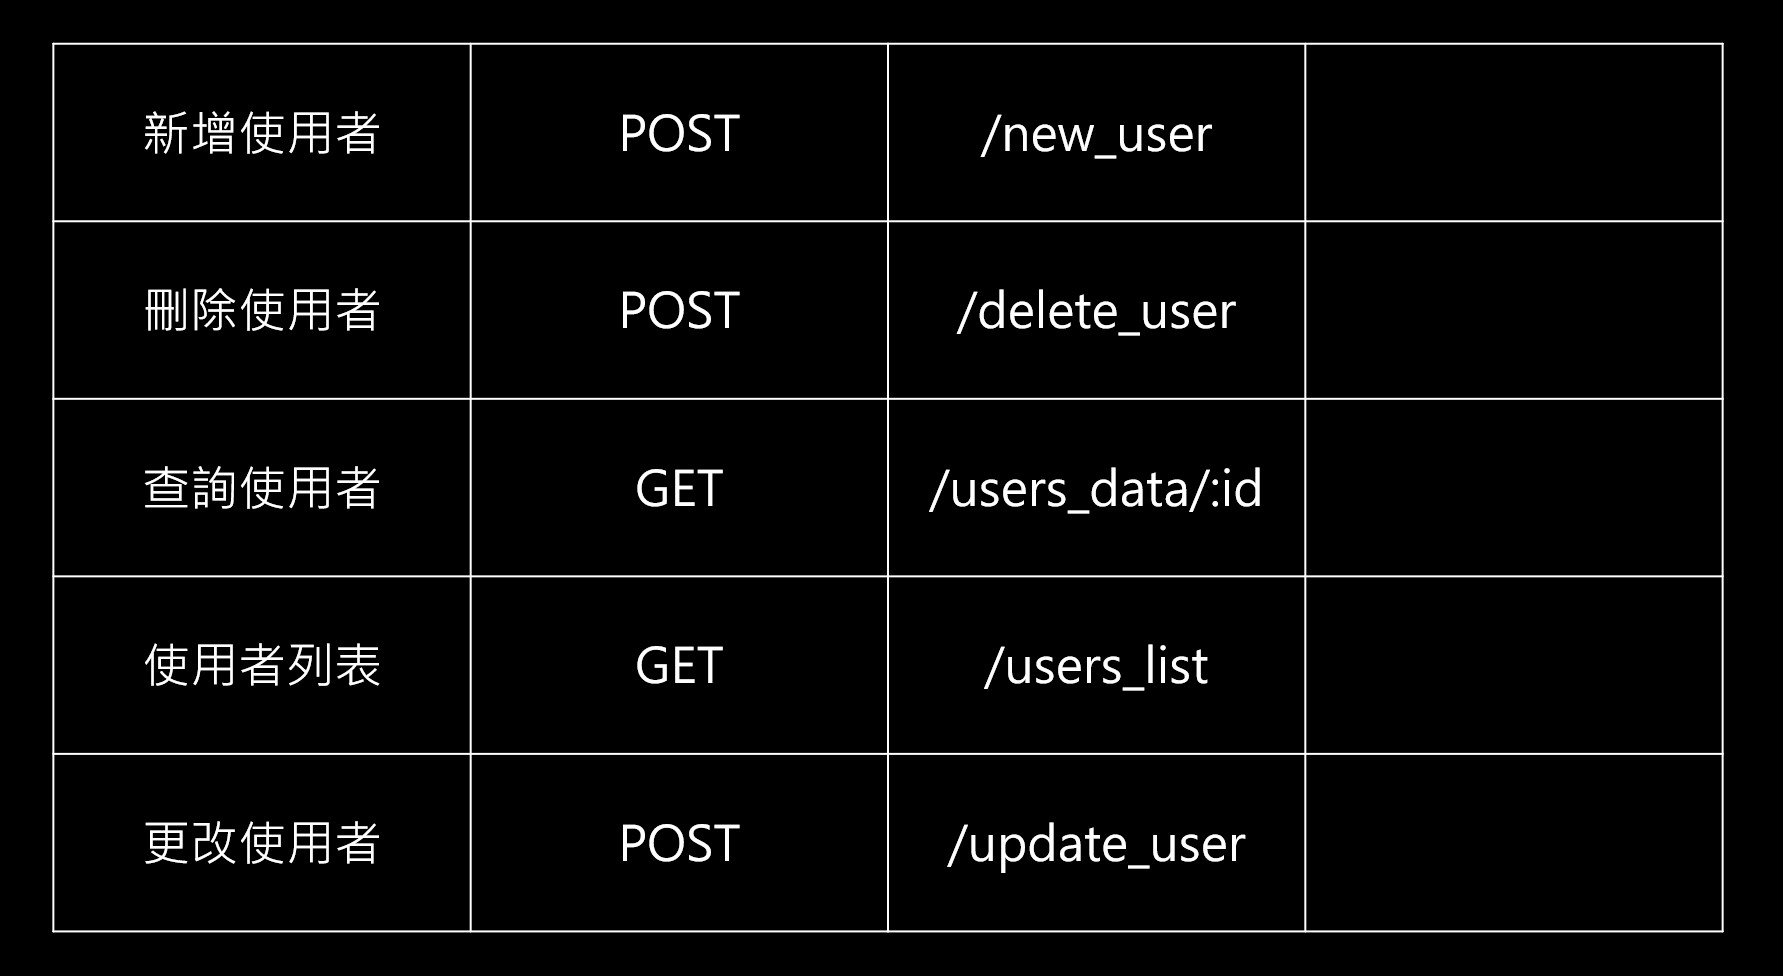 新增使用者 POST /new_user
刪除使用者 POST /delete_user
查詢使用者 GET /users_data/:id
使用者列表 GET /users_list
更改使用者 POST /update_user